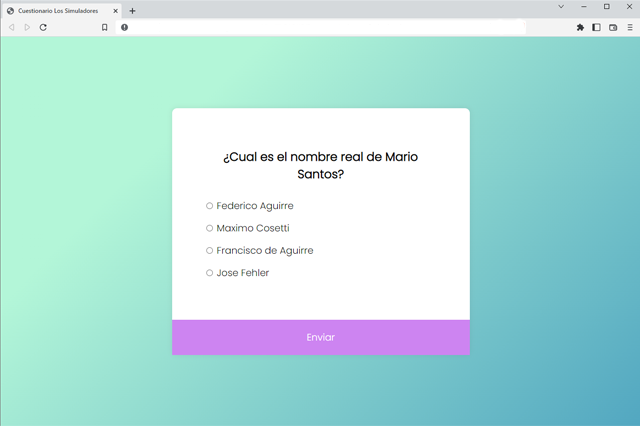 Cuestionario Los Simuladores
¿Cual es el nombre real de Mario
Santos?
Federico Aguirre
Maximo Cosetti
Francisco de Aguirre
Jose Fehler
Enviar